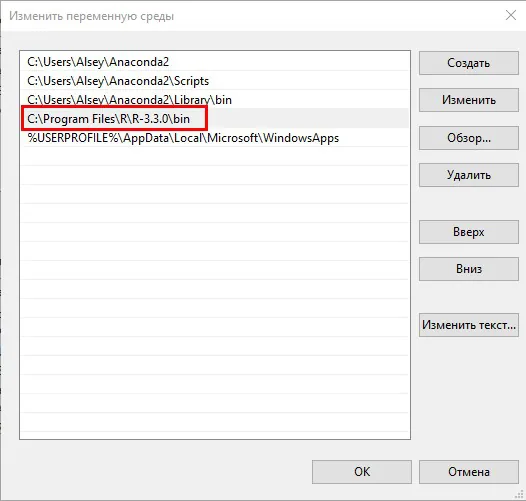 Изменить переменную среды
C:\Users\Alsey\Anaconda2
C:\Users\Alsey\Anaconda2\Scripts
C:\Users\Alsey\Anaconda2\Library\bin
C:\Program Files\R\R-3.3.0\bin
%USERPROFILE%\AppData\Local\Microsoft\WindowsApps
Создать
Изменить
Обзор...
Удалить
Вверх
Вниз
Изменить текст...
ОК
Отмена